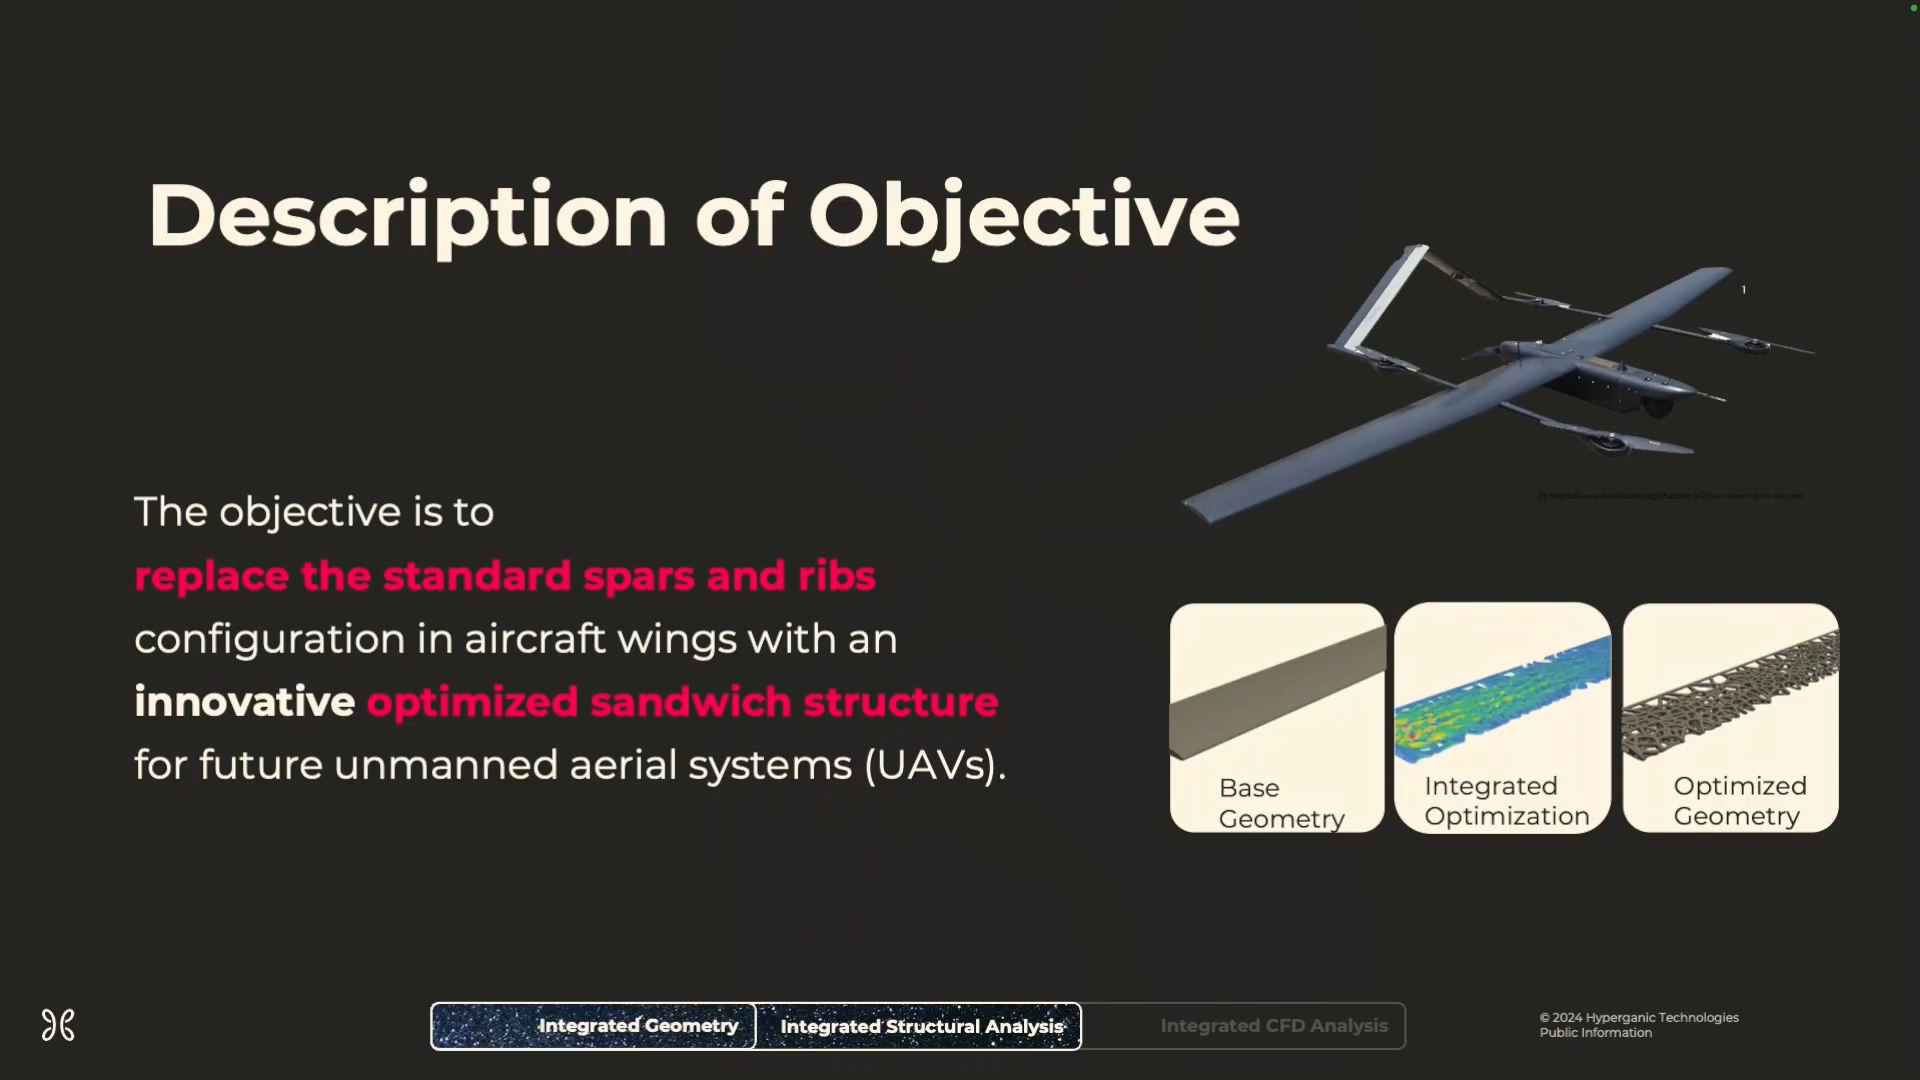 Description of Objective
1
The objective is to
replace the standard spars and ribs
configuration in aircraft wings with an
innovative optimized sandwich structure
for future unmanned aerial systems (UAVs).
Base
Geometry
Integrated
Optimization
Optimized
Geometry
Integrated Geometry
Integrated Structural Analysis
Integrated CFD Analysis
© 2024 Hyperganic Technologies
Public Information